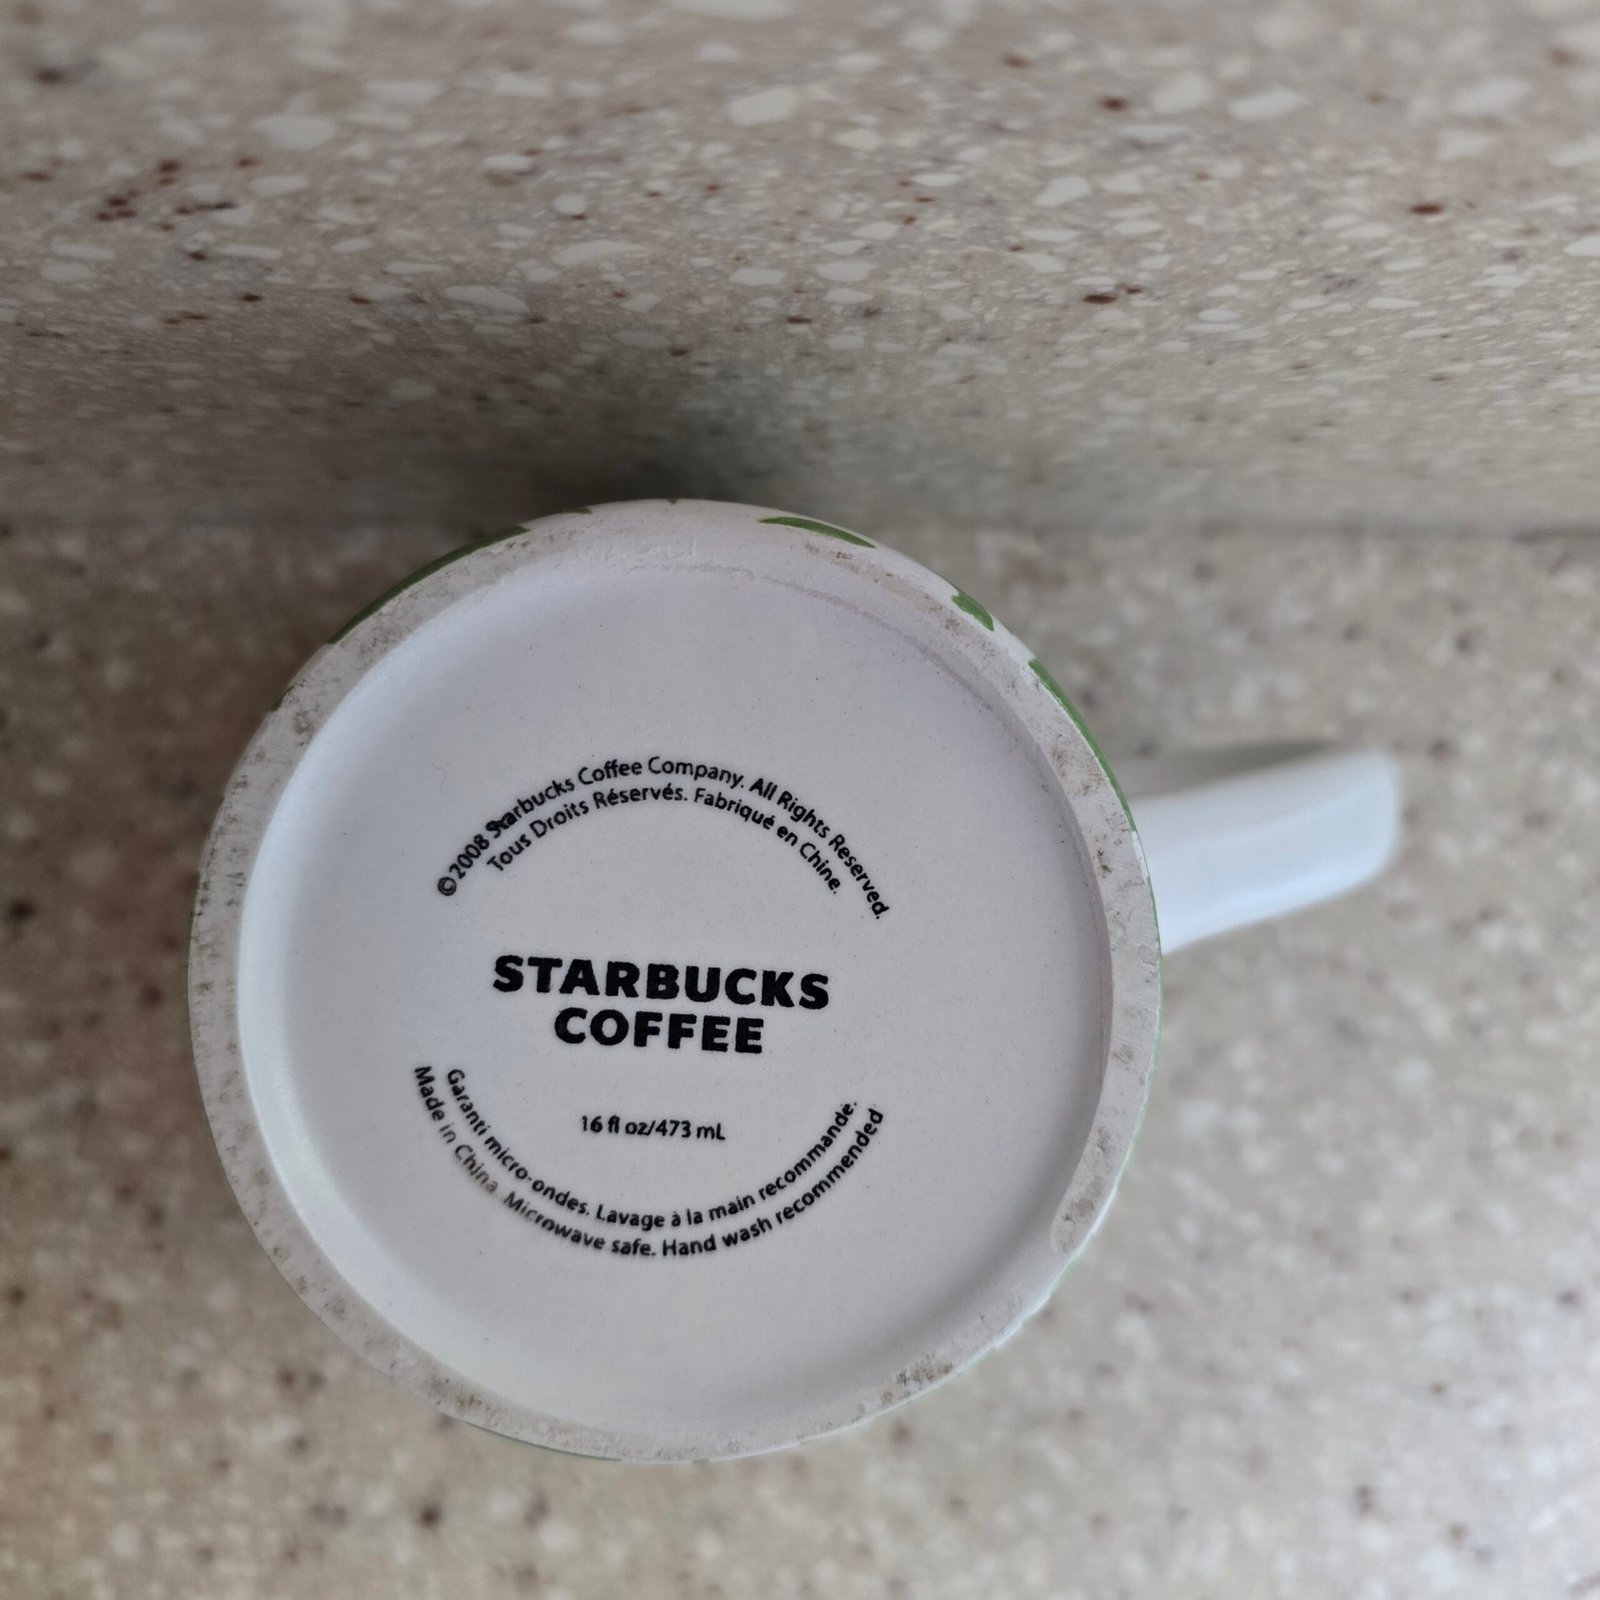 ©2008 Starbucks Coffee Company. All Rights Reserved.
Tous Droits Réservés. Fabriqué en Chine.
STARBUCKS
COFFEE
16 fl oz/473 mL
Garanti micro-ondes. Lavage à la main recommandé.
Made in China. Microwave safe. Hand wash recommended